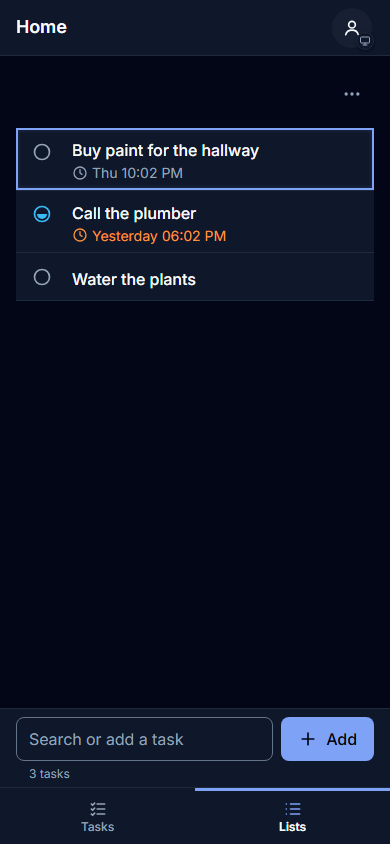 Home
Buy paint for the hallway
Thu 10:02 PM
Call the plumber
Yesterday 06:02 PM
Water the plants
Search or add a task
Add
3 tasks
Tasks
Lists